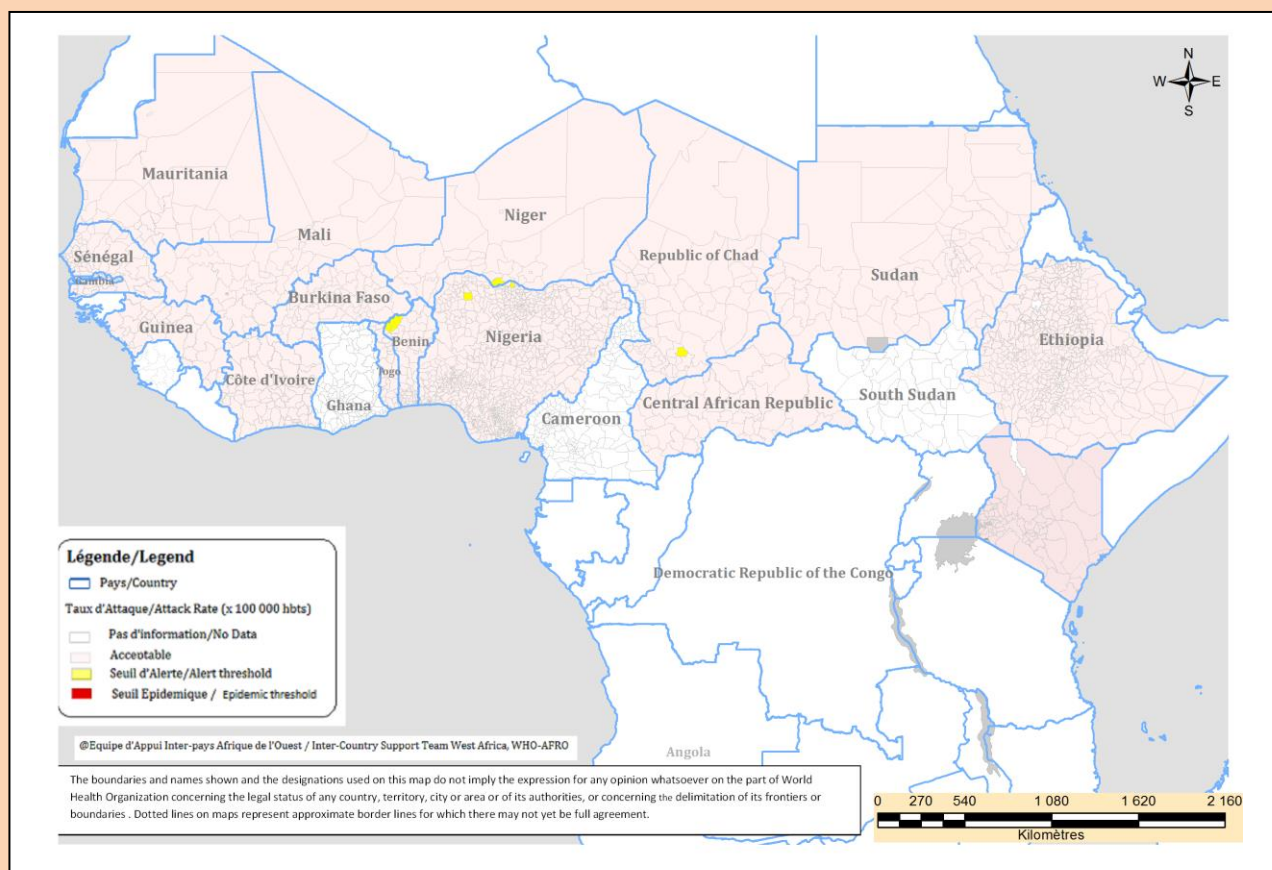 N
W E
S
Mauritania
Mali
Niger
Republic of Chad
Sudan
Sénégal
Gambia
Burkina Faso
Guinea
Benin
Nigeria
Ethiopia
Côte d'Ivoire
Togo
Ghana
Cameroon
Central African Republic
South Sudan
Democratic Republic of the Congo
Angola
Légende/Legend
Pays/Country
Taux d'Attaque/Attack Rate (x 100 000 hbts)
Pas d'information/No Data
Acceptable
Seuil d'Alerte/Alert threshold
Seuil Epidemique / Epidemic threshold
@Equipe d'Appui Inter-pays Afrique de l'Ouest / Inter-Country Support Team West Africa, WHO-AFRO
The boundaries and names shown and the designations used on this map do not imply the expression for any opinion whatsoever on the part of World
Health Organization concerning the legal status of any country, territory, city or area or of its authorities, or concerning the delimitation of its frontiers or
boundaries . Dotted lines on maps represent approximate border lines for which there may not yet be full agreement.
0 270 540 1 080 1 620 2 160
Kilomètres